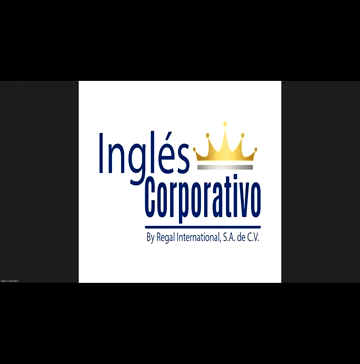 Inglés
Corporativo
By Regal International, S.A. de C.V.